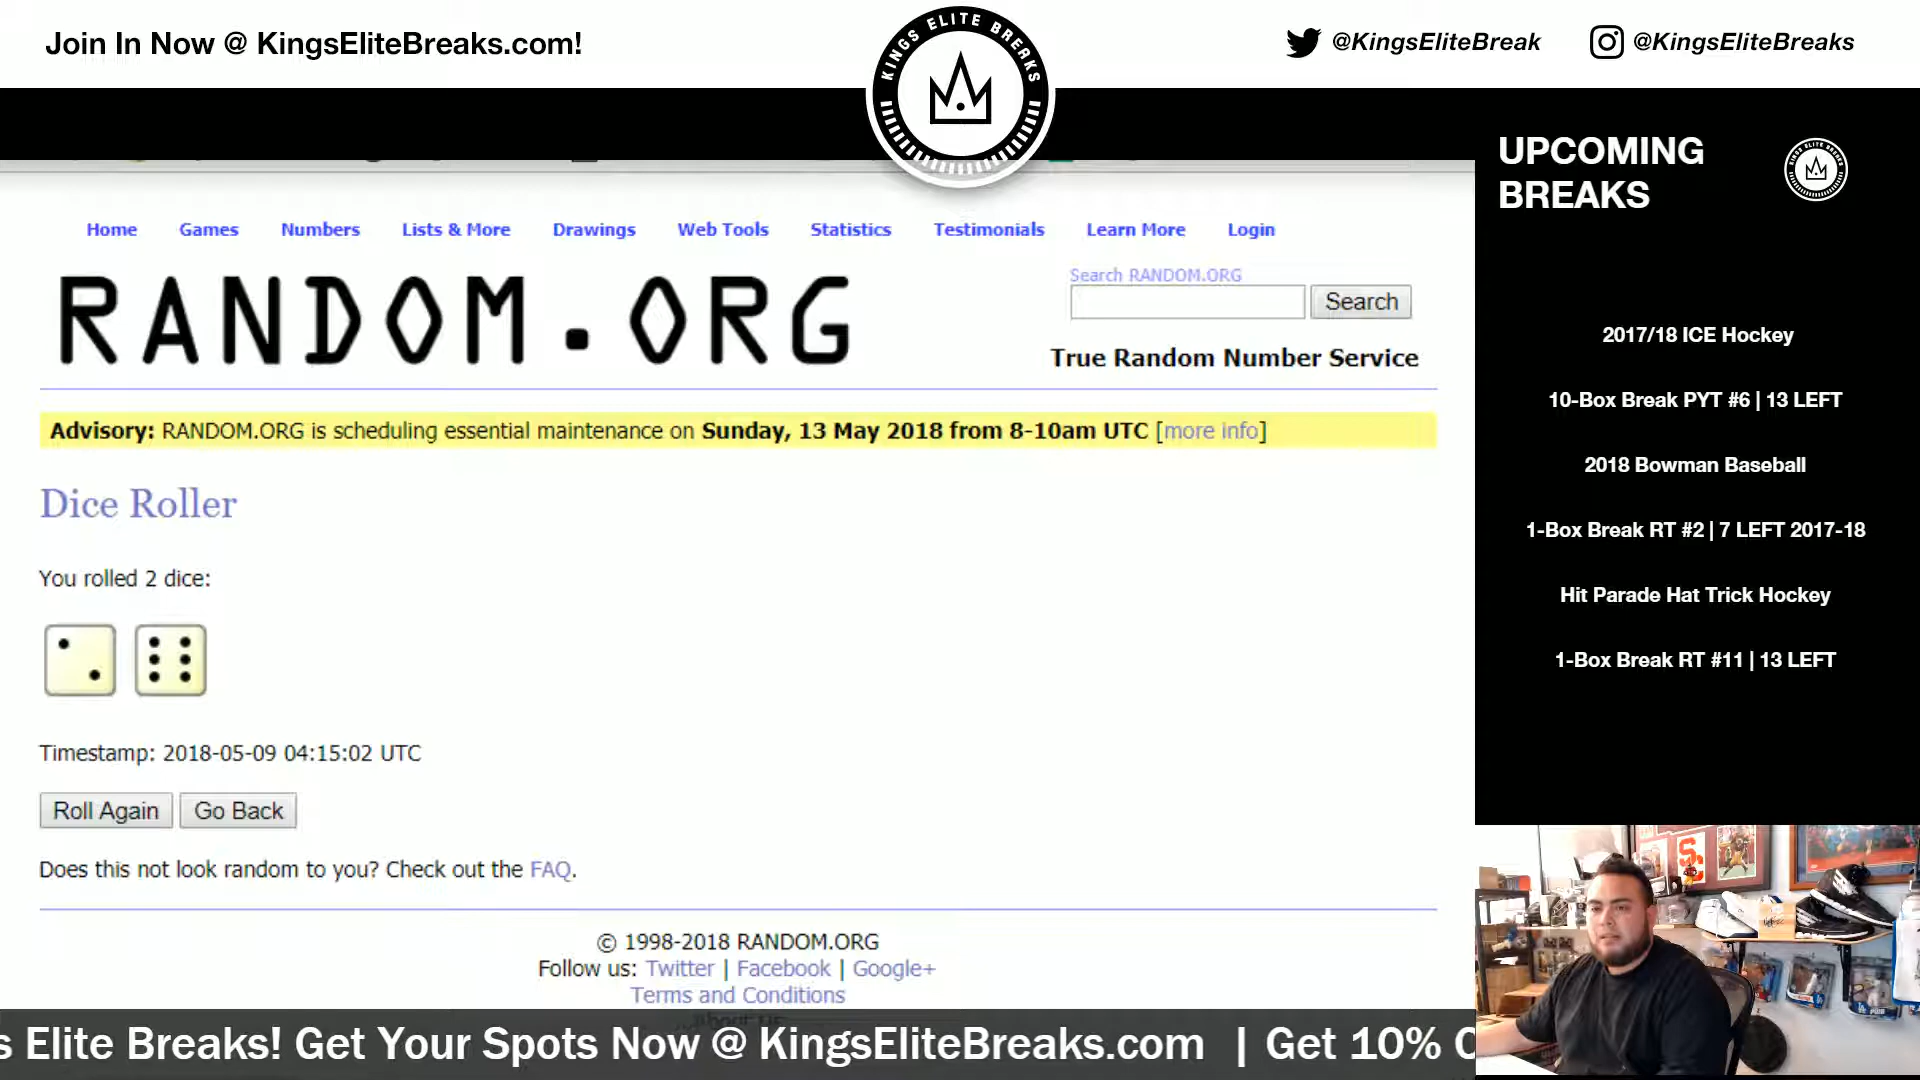 Join In Now @ KingsEliteBreaks.com!
KINGS ELITE BREAKS
@KingsEliteBreak
@KingsEliteBreaks
UPCOMING
BREAKS
KINGS ELITE BREAKS
2017/18 ICE Hockey
10-Box Break PYT #6 | 13 LEFT
2018 Bowman Baseball
1-Box Break RT #2 | 7 LEFT 2017-18
Hit Parade Hat Trick Hockey
1-Box Break RT #11 | 13 LEFT
Home Games Numbers Lists & More Drawings Web Tools Statistics Testimonials Learn More Login
RANDOM.ORG
Search RANDOM.ORG
Search
True Random Number Service
Advisory: RANDOM.ORG is scheduling essential maintenance on Sunday, 13 May 2018 from 8-10am UTC [more info]
Dice Roller
You rolled 2 dice:
Timestamp: 2018-05-09 04:15:02 UTC
Roll Again Go Back
Does this not look random to you? Check out the FAQ.
© 1998-2018 RANDOM.ORG
Follow us: Twitter | Facebook | Google+
Terms and Conditions
About Us
s Elite Breaks! Get Your Spots Now @ KingsEliteBreaks.com | Get 10%